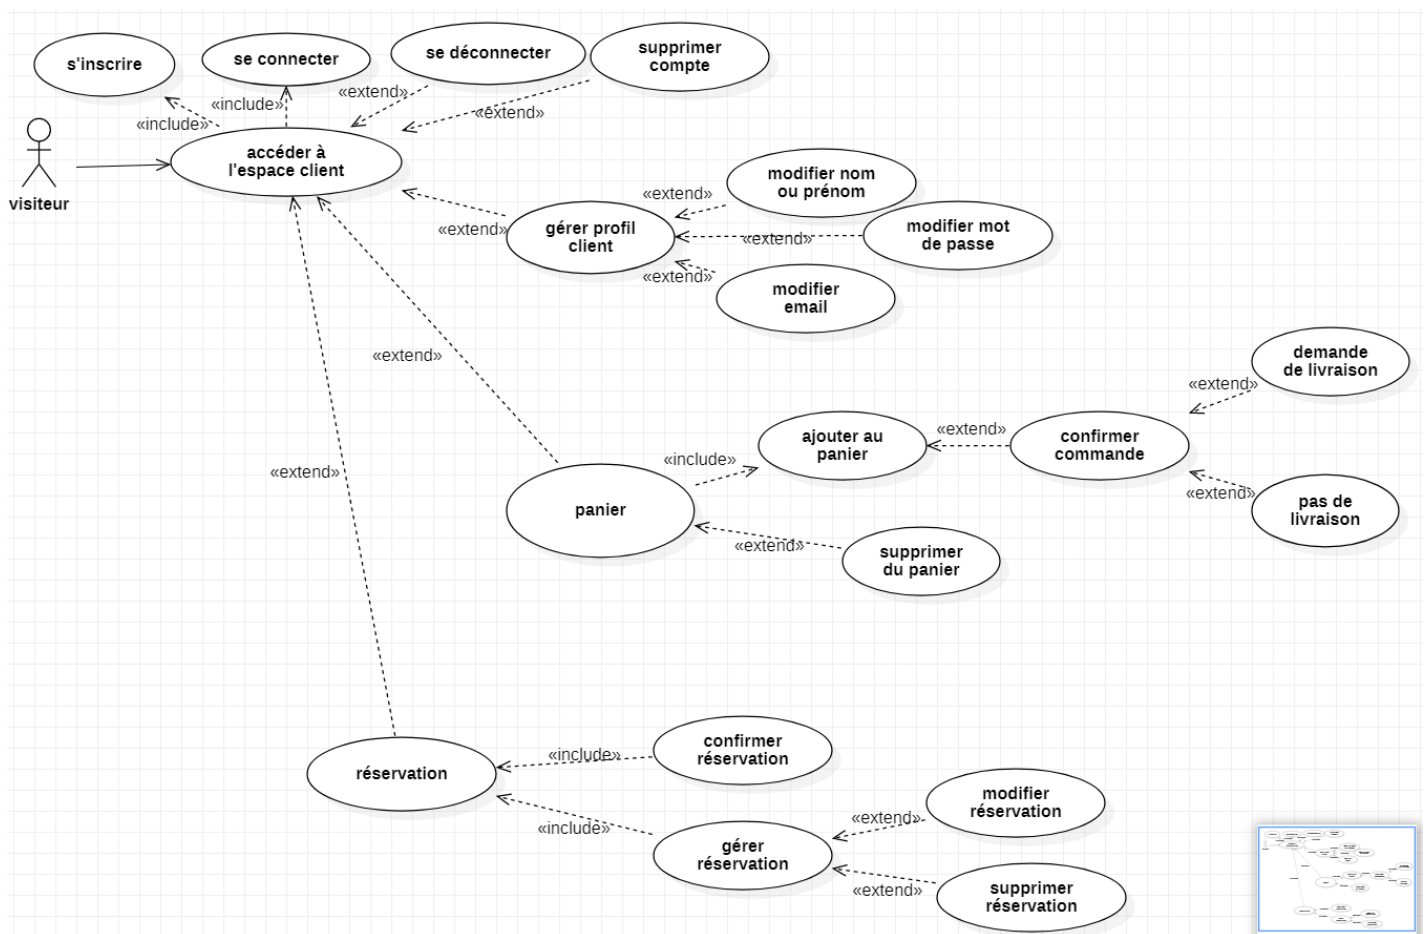 s'inscrire
se connecter
se déconnecter
supprimer
compte
«include»
«include»
«extend»
«extend»
visiteur
accéder à
l'espace client
«extend»
gérer profil
client
«extend»
modifier nom
ou prénom
«extend»
modifier mot
de passe
«extend»
modifier
email
«extend»
«extend»
panier
«include»
ajouter au
panier
«extend»
confirmer
commande
«extend»
demande
de livraison
«extend»
pas de
livraison
«extend»
supprimer
du panier
réservation
«include»
confirmer
réservation
«include»
gérer
réservation
«extend»
modifier
réservation
«extend»
supprimer
réservation